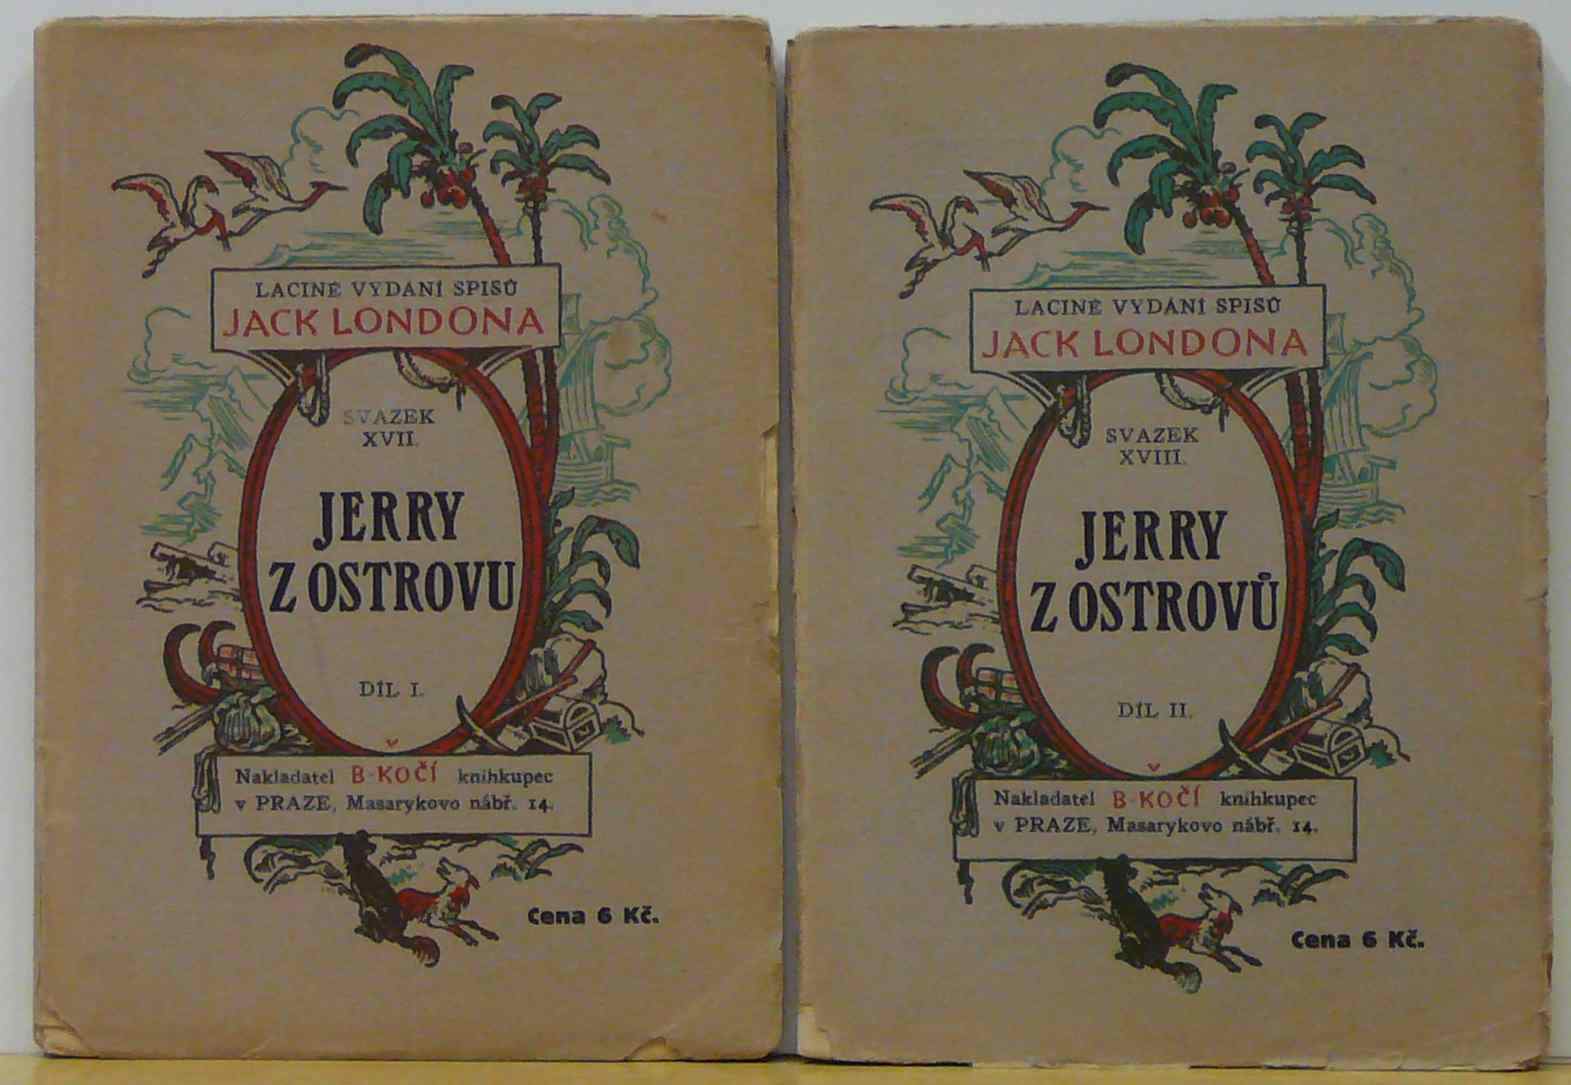 LACINÉ VYDÁNÍ SPISŮ
JACK LONDONA
SVAZEK
XVII.
JERRY
Z OSTROVU
DÍL I.
Nakladatel B·KOČÍ knihkupec
v PRAZE, Masarykovo nábř. 14.
Cena 6 Kč.
LACINÉ VYDÁNÍ SPISŮ
JACK LONDONA
SVAZEK
XVIII.
JERRY
Z OSTROVŮ
DÍL II.
Nakladatel B·KOČÍ knihkupec
v PRAZE, Masarykovo nábř. 14.
Cena 6 Kč.